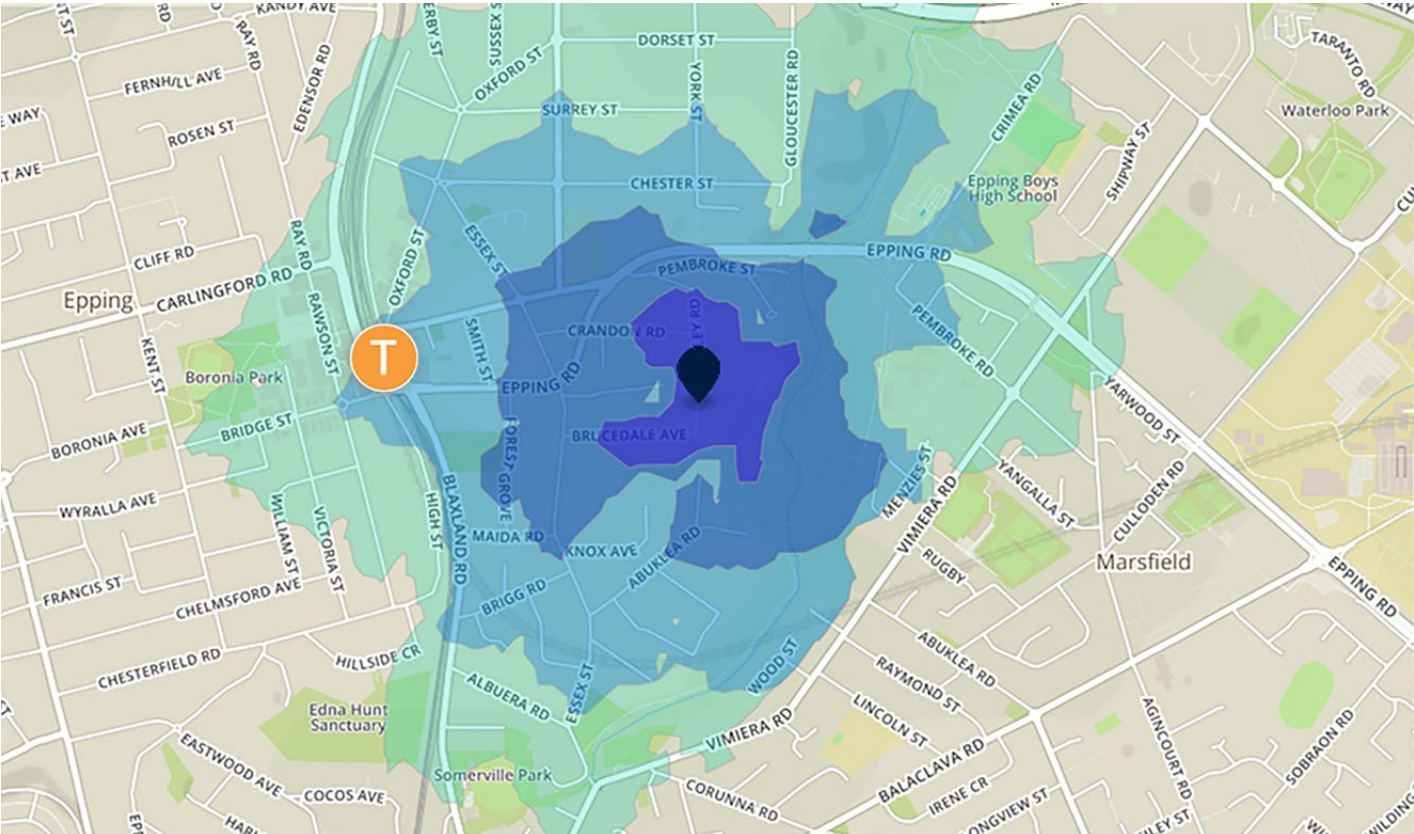 KANDY AVE
RAY RD
EDENSOR RD
FERNHILL AVE
ROSEN ST
DERBY ST
SUSSEX S
OXFORD ST
DORSET ST
YORK ST
SURREY ST
GLOUCESTER RD
CRIMEA RD
SHIPWAY ST
TARANTO RD
Waterloo Park
E WAY
T AVE
CHESTER ST
Epping Boys
High School
CLIFF RD
RAY RD
OXFORD ST
ESSEX ST
EPPING RD
PEMBROKE ST
Epping
CARLINGFORD RD
RAWSON ST
SMITH ST
CRANDON RD
LEY RD
PEMBROKE RD
KENT ST
T
Boronia Park
EPPING RD
YARWOOD ST
BORONIA AVE
BRIDGE ST
FOREST GROVE
BRUCEDALE AVE
MENZIES ST
YANGALLA ST
CULLODEN RD
WYRALLA AVE
WILLIAM ST
VICTORIA ST
HIGH ST
BLAXLAND RD
MAIDA RD
KNOX AVE
ABUKLEA RD
VIMIERA RD
RUGBY
Marsfield
EPPING RD
FRANCIS ST
CHELMSFORD AVE
BRIGG RD
CHESTERFIELD RD
HILLSIDE CR
ALBUERA RD
ESSEX ST
WOOD ST
ABUKLEA RD
RAYMOND ST
LINCOLN ST
AGINCOURT RD
SOBRAON RD
Edna Hunt
Sanctuary
VIMIERA RD
EASTWOOD AVE
COCOS AVE
Somerville Park
CORUNNA RD
BALACLAVA RD
IRENE CR
ONGVIEW ST
LEY ST